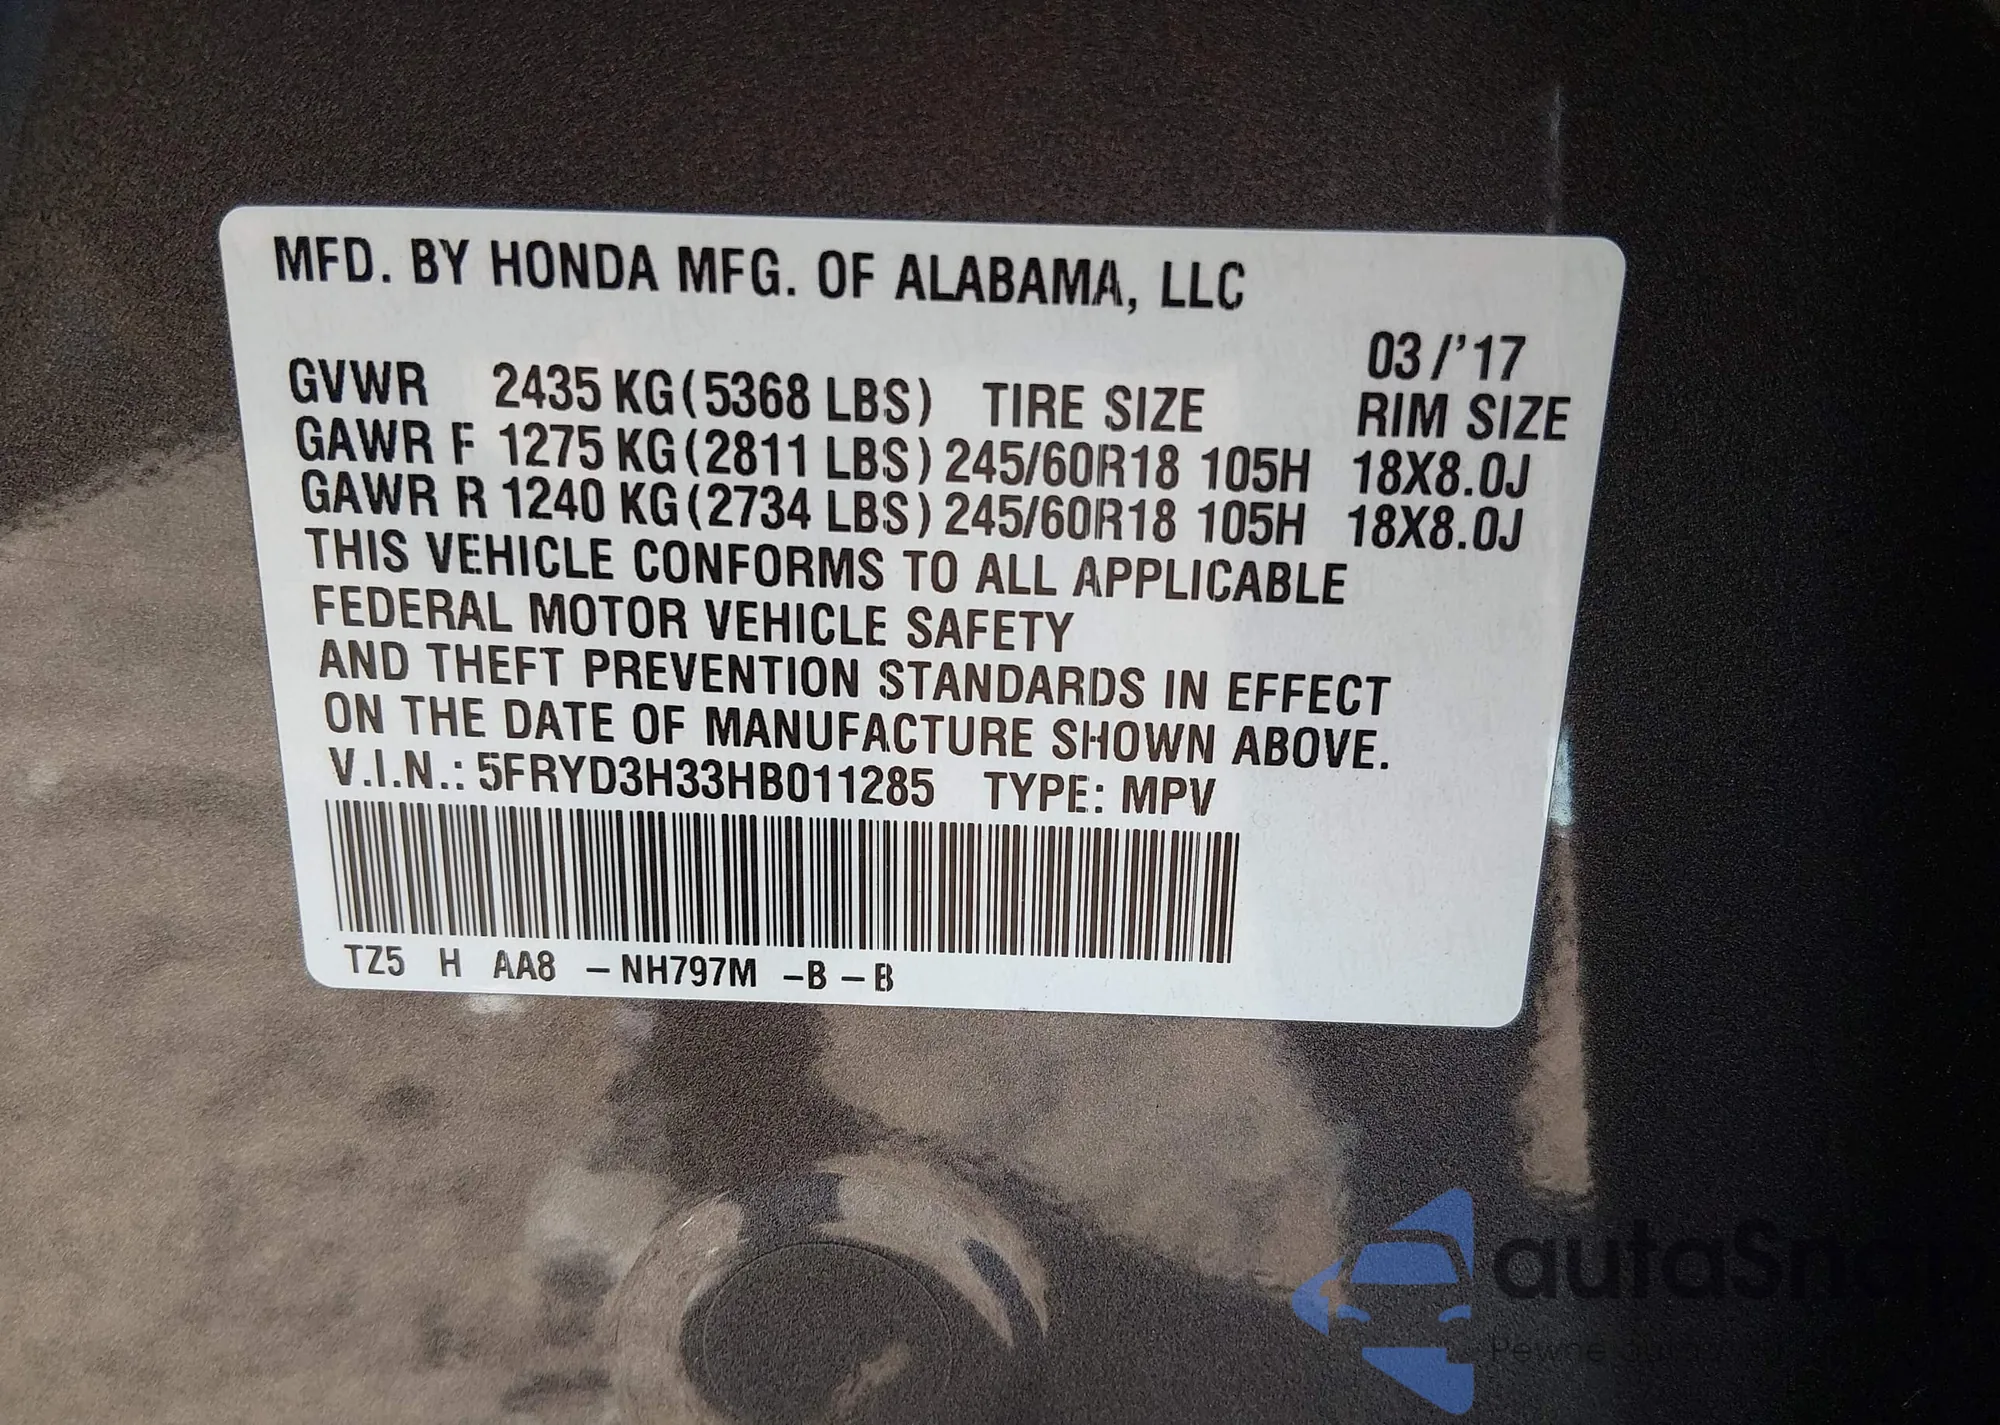 MFD. BY HONDA MFG. OF ALABAMA, LLC
03/'17
GVWR 2435 KG(5368 LBS) TIRE SIZE RIM SIZE
GAWR F 1275 KG(2811 LBS) 245/60R18 105H 18X8.0J
GAWR R 1240 KG(2734 LBS) 245/60R18 105H 18X8.0J
THIS VEHICLE CONFORMS TO ALL APPLICABLE
FEDERAL MOTOR VEHICLE SAFETY
AND THEFT PREVENTION STANDARDS IN EFFECT
ON THE DATE OF MANUFACTURE SHOWN ABOVE.
V.I.N.: 5FRYD3H33HB011285 TYPE: MPV
TZ5 H AA8 –NH797M –B–B
autaSnap
Pewne auta